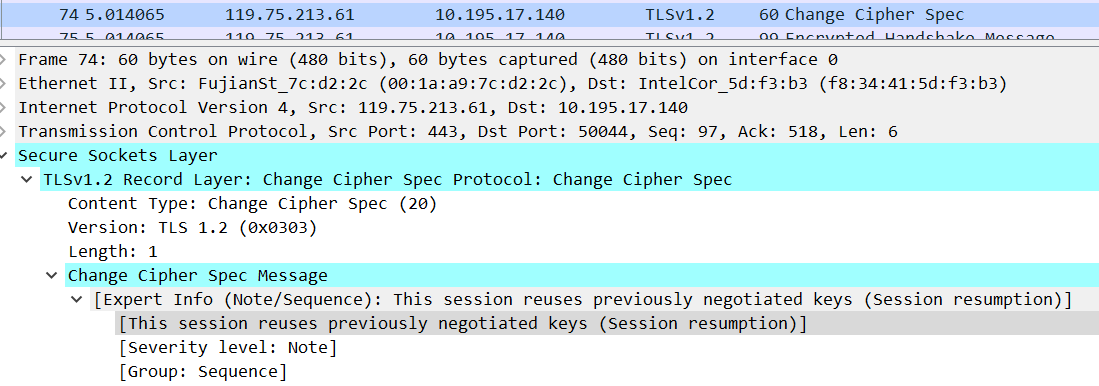 74 5.014065 119.75.213.61 10.195.17.140 TLSv1.2 60 Change Cipher Spec
75 5.014065 119.75.213.61 10.195.17.140 TLSv1.2 99 Encrypted Handshake Message
Frame 74: 60 bytes on wire (480 bits), 60 bytes captured (480 bits) on interface 0
Ethernet II, Src: FujianSt_7c:d2:2c (00:1a:a9:7c:d2:2c), Dst: IntelCor_5d:f3:b3 (f8:34:41:5d:f3:b3)
Internet Protocol Version 4, Src: 119.75.213.61, Dst: 10.195.17.140
Transmission Control Protocol, Src Port: 443, Dst Port: 50044, Seq: 97, Ack: 518, Len: 6
Secure Sockets Layer
TLSv1.2 Record Layer: Change Cipher Spec Protocol: Change Cipher Spec
Content Type: Change Cipher Spec (20)
Version: TLS 1.2 (0x0303)
Length: 1
Change Cipher Spec Message
[Expert Info (Note/Sequence): This session reuses previously negotiated keys (Session resumption)]
[This session reuses previously negotiated keys (Session resumption)]
[Severity level: Note]
[Group: Sequence]